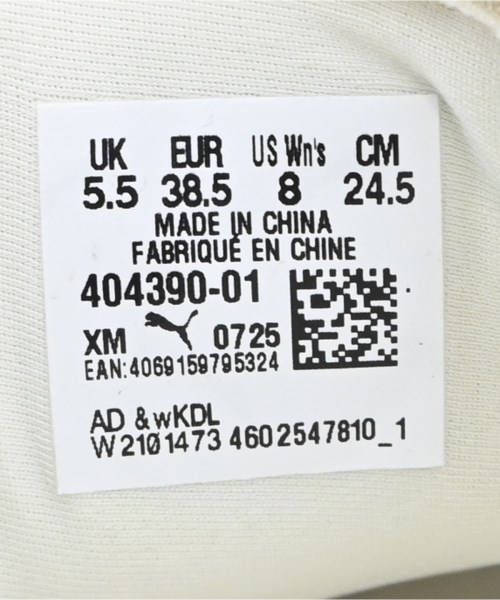 UK EUR US Wn's CM
5.5 38.5 8 24.5
MADE IN CHINA
FABRIQUÉ EN CHINE
404390-01
XM 0725
EAN:4069159795324
AD &wKDL
W2101473 4602547810_1